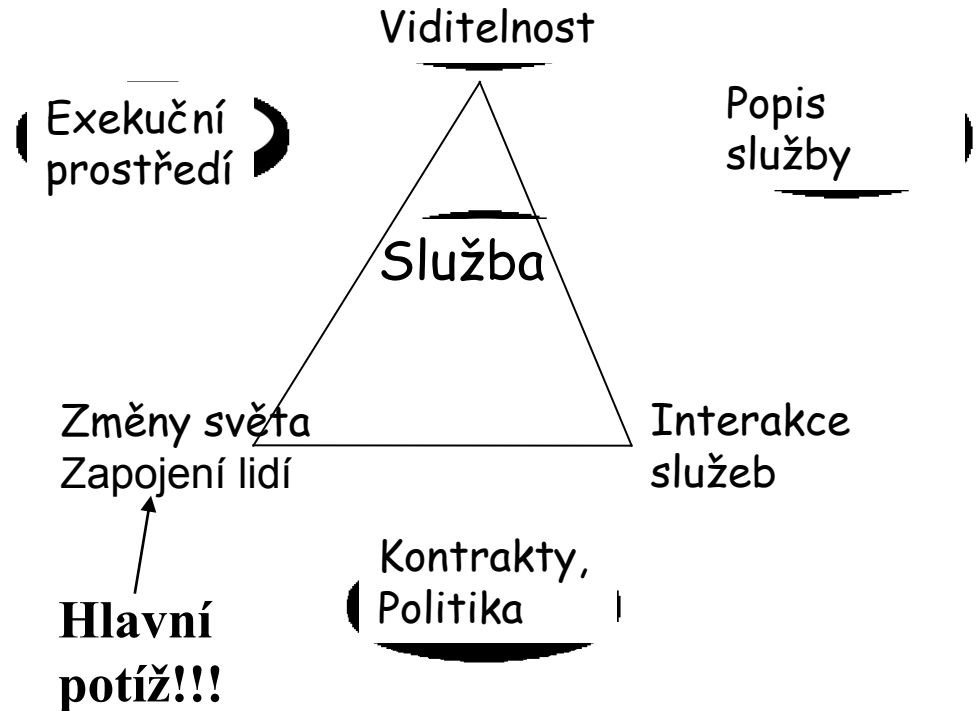 Viditelnost
Exekuční
prostředí
Popis
služby
Služba
Změny světa
Zapojení lidí
Interakce
služeb
Kontrakty,
Politika
Hlavní
potíž!!!